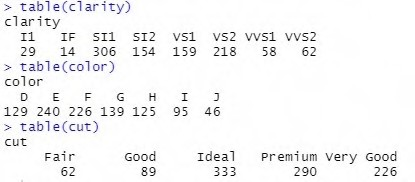 > table(clarity)
clarity
I1 IF SI1 SI2 VS1 VS2 VVS1 VVS2
29 14 306 154 159 218 58 62
> table(color)
color
D E F G H I J
129 240 226 139 125 95 46
> table(cut)
cut
Fair Good Ideal Premium Very Good
62 89 333 290 226